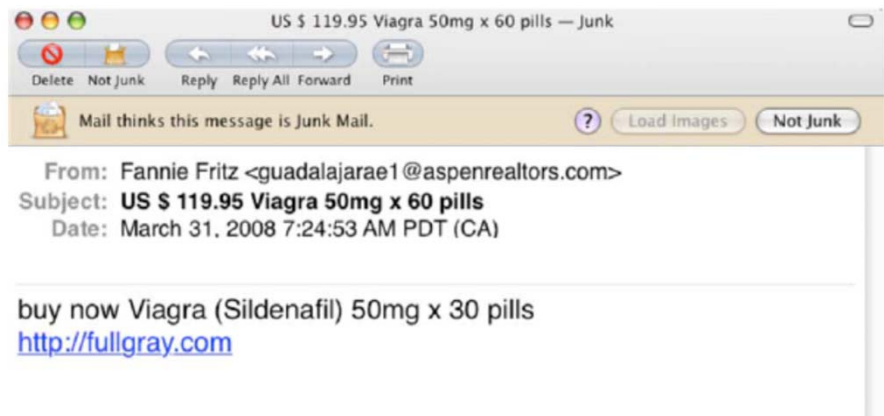 US $ 119.95 Viagra 50mg x 60 pills — Junk
Delete Not Junk Reply Reply All Forward Print
Mail thinks this message is Junk Mail. ? Load Images Not Junk
From: Fannie Fritz <guadalajarae1@aspenrealtors.com>
Subject: US $ 119.95 Viagra 50mg x 60 pills
Date: March 31, 2008 7:24:53 AM PDT (CA)
buy now Viagra (Sildenafil) 50mg x 30 pills
http://fullgray.com